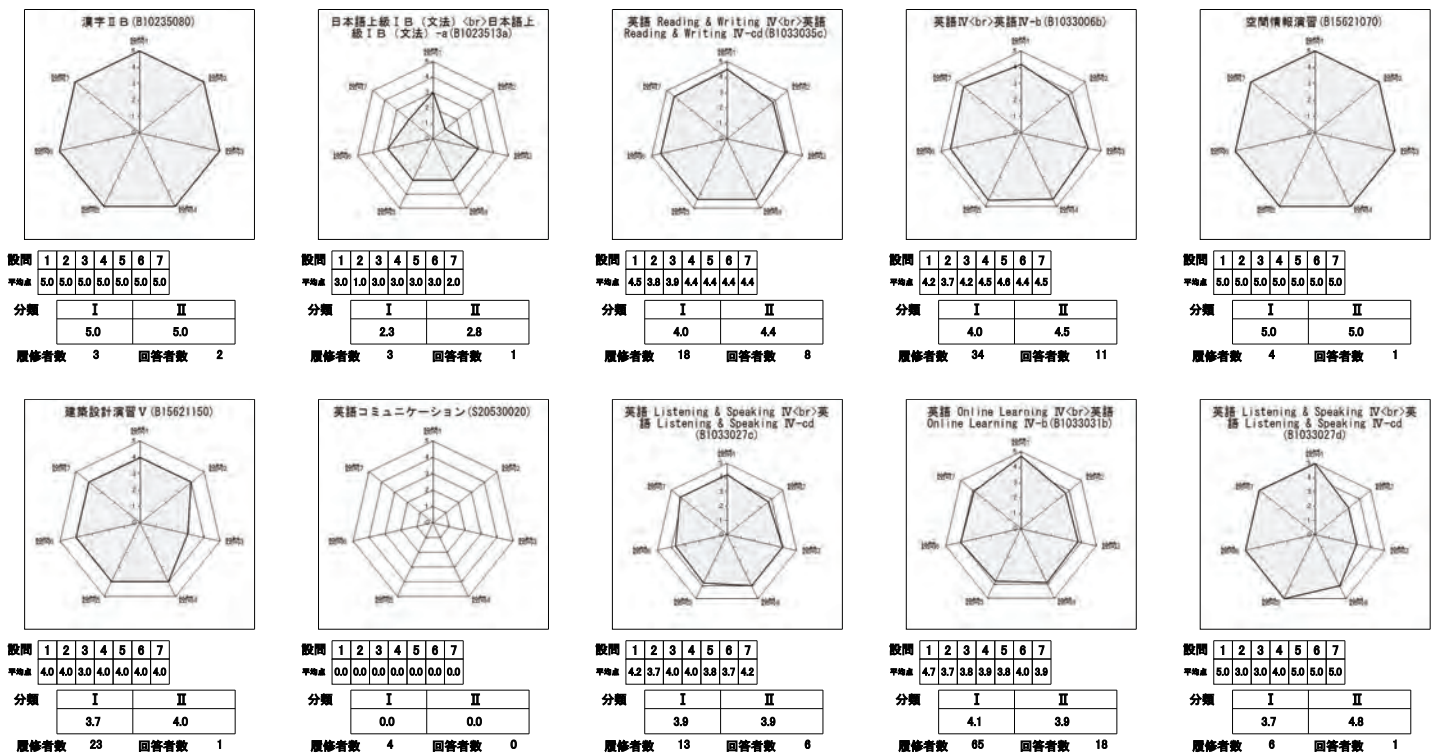 漢字ⅡB(B10235080)
設問 1 2 3 4 5 6 7
平均点 5.0 5.0 5.0 5.0 5.0 5.0 5.0
分類 Ⅰ Ⅱ
5.0 5.0
履修者数 3 回答者数 2
日本語上級ⅠB(文法)<br>日本語上
級ⅠB(文法)-a(B1023513a)
設問 1 2 3 4 5 6 7
平均点 3.0 1.0 3.0 3.0 3.0 3.0 2.0
分類 Ⅰ Ⅱ
2.3 2.8
履修者数 3 回答者数 1
英語 Reading & Writing Ⅳ<br>英語
Reading & Writing Ⅳ-cd(B1033035c)
設問 1 2 3 4 5 6 7
平均点 4.5 3.8 3.9 4.4 4.4 4.4 4.4
分類 Ⅰ Ⅱ
4.0 4.4
履修者数 18 回答者数 8
英語Ⅳ<br>英語Ⅳ-b(B1033006b)
設問 1 2 3 4 5 6 7
平均点 4.2 3.7 4.2 4.5 4.6 4.4 4.5
分類 Ⅰ Ⅱ
4.0 4.5
履修者数 34 回答者数 11
空間情報演習(B15621070)
設問 1 2 3 4 5 6 7
平均点 5.0 5.0 5.0 5.0 5.0 5.0 5.0
分類 Ⅰ Ⅱ
5.0 5.0
履修者数 4 回答者数 1
建築設計演習Ⅴ(B15621150)
設問 1 2 3 4 5 6 7
平均点 4.0 4.0 3.0 4.0 4.0 4.0 4.0
分類 Ⅰ Ⅱ
3.7 4.0
履修者数 23 回答者数 1
英語コミュニケーション(S20530020)
設問 1 2 3 4 5 6 7
平均点 0.0 0.0 0.0 0.0 0.0 0.0 0.0
分類 Ⅰ Ⅱ
0.0 0.0
履修者数 4 回答者数 0
英語 Listening & Speaking Ⅳ<br>英
語 Listening & Speaking Ⅳ-cd
(B1033027c)
設問 1 2 3 4 5 6 7
平均点 4.2 3.7 4.0 4.0 3.8 3.7 4.2
分類 Ⅰ Ⅱ
3.9 3.9
履修者数 13 回答者数 6
英語 Online Learning Ⅳ<br>英語
Online Learning Ⅳ-b(B1033031b)
設問 1 2 3 4 5 6 7
平均点 4.7 3.7 3.8 3.9 3.8 4.0 3.9
分類 Ⅰ Ⅱ
4.1 3.9
履修者数 65 回答者数 18
英語 Listening & Speaking Ⅳ<br>英
語 Listening & Speaking Ⅳ-cd
(B1033027d)
設問 1 2 3 4 5 6 7
平均点 5.0 3.0 3.0 4.0 5.0 5.0 5.0
分類 Ⅰ Ⅱ
3.7 4.8
履修者数 6 回答者数 1